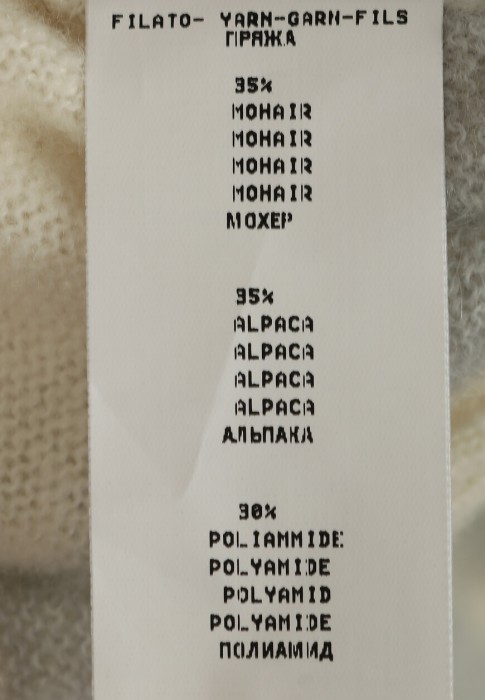 FILATO- YARN-GARN-FILS
ПРЯЖА
35%
MOHAIR
MOHAIR
MOHAIR
MOHAIR
МОХЕР
35%
ALPACA
ALPACA
ALPACA
ALPACA
АЛЬПАКА
30%
POLIAMMIDE
POLYAMIDE
POLYAMID
POLYAMIDE
ПОЛИАМИД